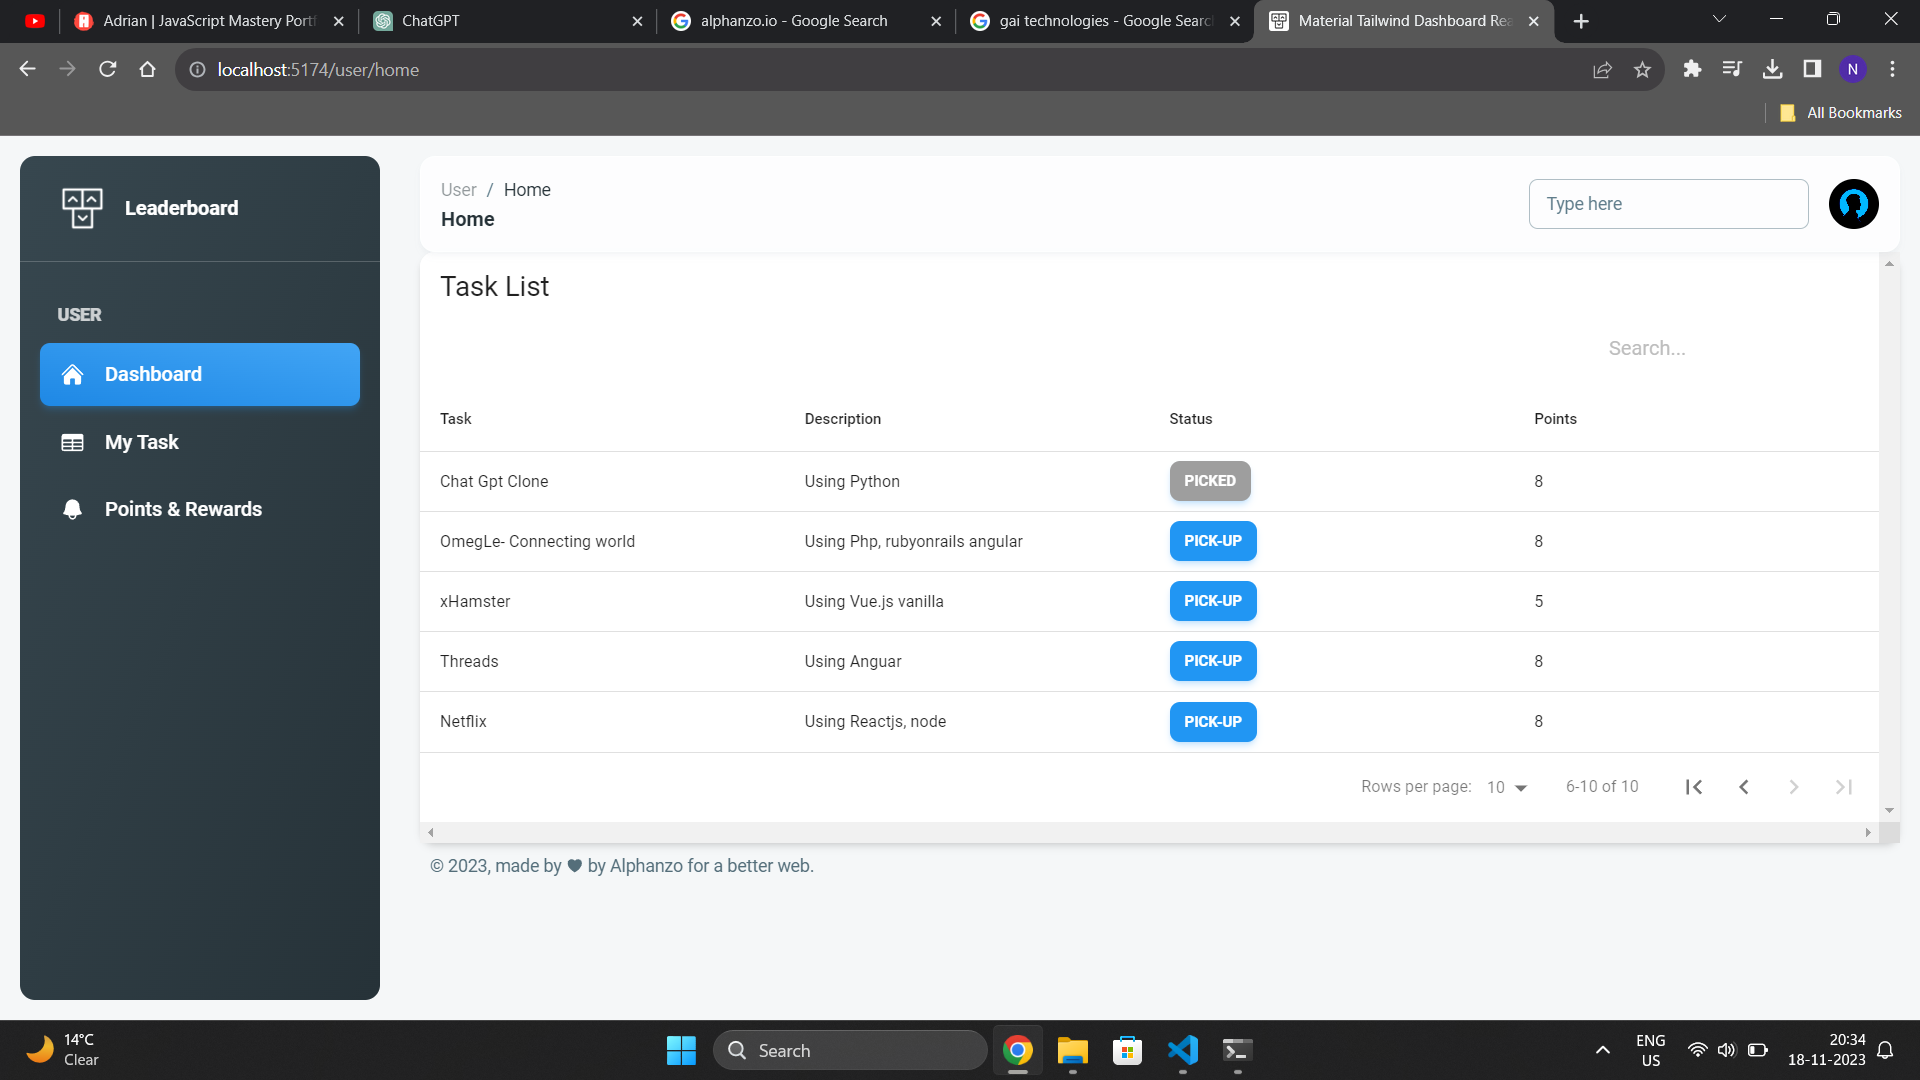 Adrian | JavaScript Mastery Portf
ChatGPT
alphanzo.io - Google Search
gai technologies - Google Searc
Material Tailwind Dashboard Rea
localhost:5174/user/home
N
All Bookmarks
Leaderboard
USER
Dashboard
My Task
Points & Rewards
User / Home
Home
Type here
Task List
Search...
Task Description Status Points
Chat Gpt Clone Using Python PICKED 8
OmegLe- Connecting world Using Php, rubyonrails angular PICK-UP 8
xHamster Using Vue.js vanilla PICK-UP 5
Threads Using Anguar PICK-UP 8
Netflix Using Reactjs, node PICK-UP 8
Rows per page: 10 6-10 of 10
© 2023, made by ♥ by Alphanzo for a better web.
14°C
Clear
Search
ENG
US
20:34
18-11-2023